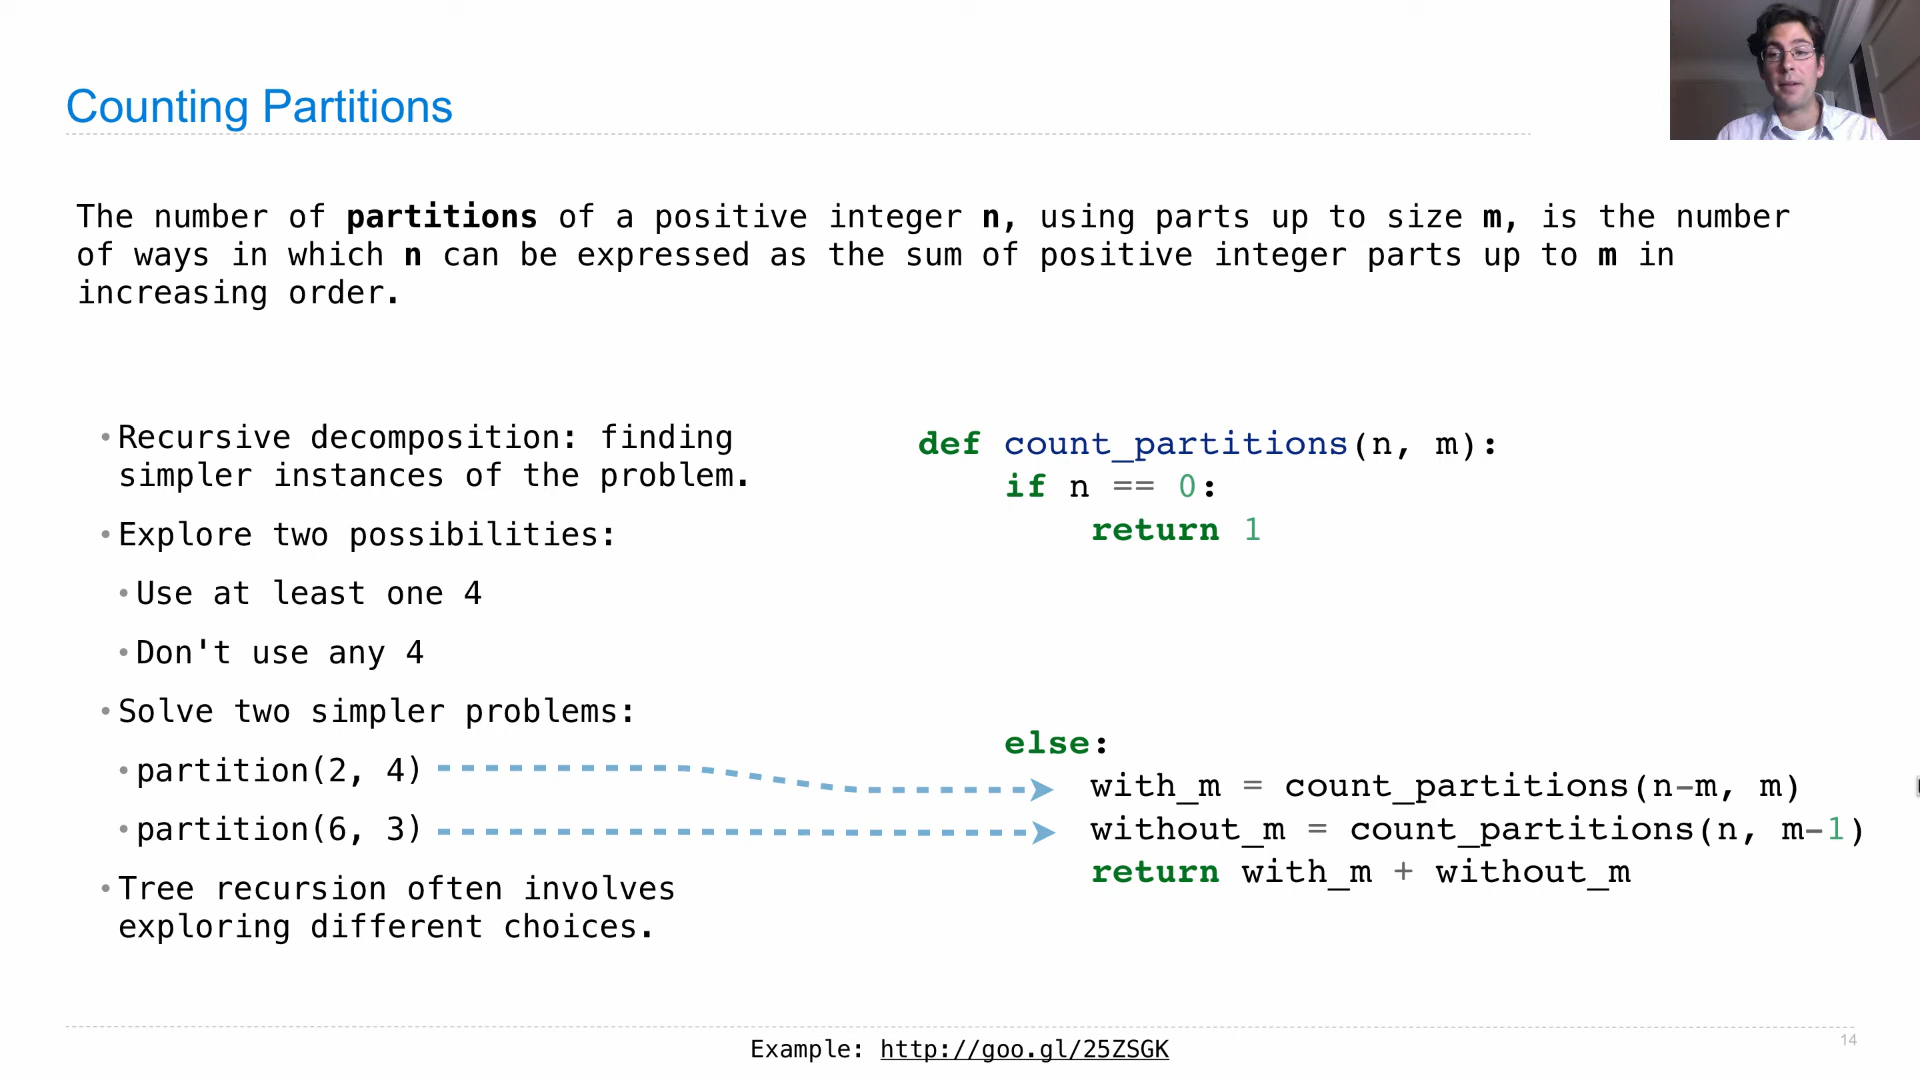 Counting Partitions
The number of partitions of a positive integer n, using parts up to size m, is the number
of ways in which n can be expressed as the sum of positive integer parts up to m in
increasing order.
•Recursive decomposition: finding
simpler instances of the problem.
•Explore two possibilities:
•Use at least one 4
•Don't use any 4
•Solve two simpler problems:
•partition(2, 4)
•partition(6, 3)
•Tree recursion often involves
exploring different choices.
def count_partitions(n, m):
if n == 0:
return 1
else:
with_m = count_partitions(n-m, m)
without_m = count_partitions(n, m-1)
return with_m + without_m
Example: http://goo.gl/25ZSGK
14